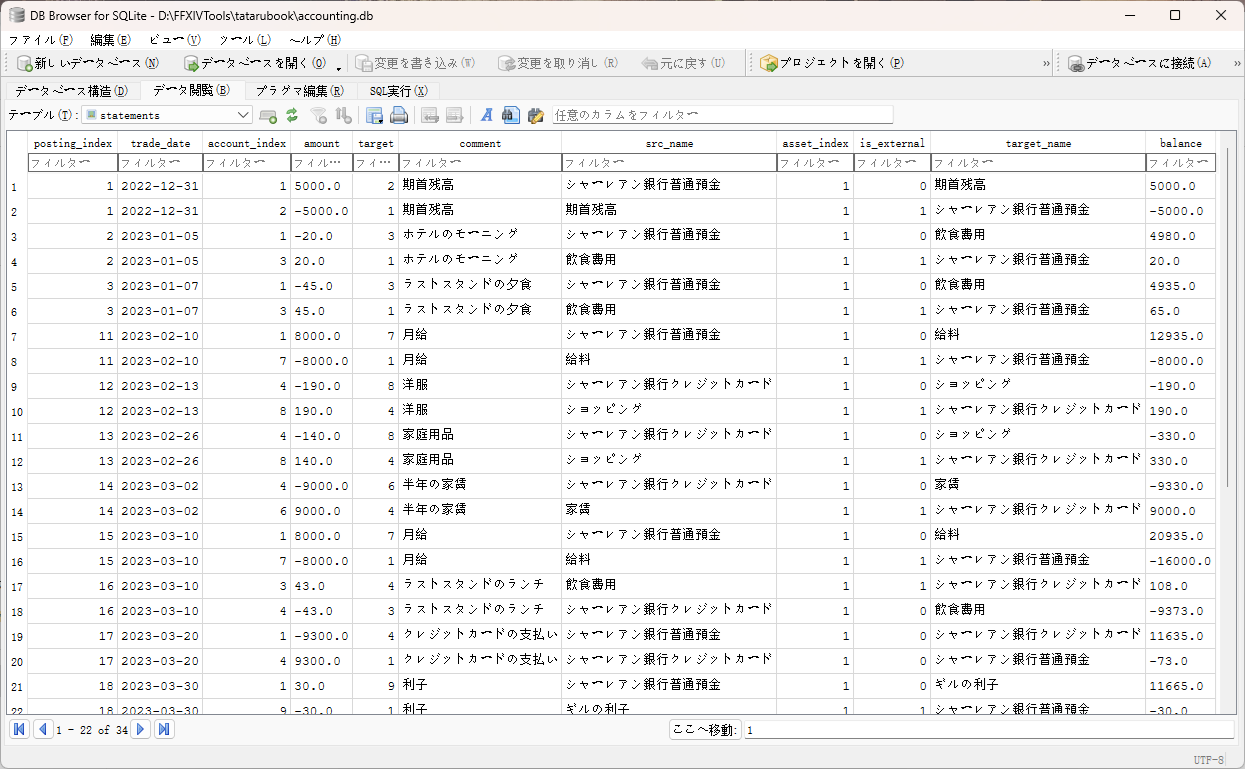 DB Browser for SQLite - D:\FFXIVTools\tatarubook\accounting.db
ファイル(F) 編集(E) ビュー(V) ツール(L) ヘルプ(H)
新しいデータベース(N) データベースを開く(O) 変更を書き込み(W) 変更を取り消し(R) 元に戻す(U) プロジェクトを開く(P) » データベースに接続(A) »
データベース構造(D) データ閲覧(B) プラグマ編集(R) SQL実行(X)
テーブル(T): statements 任意のカラムをフィルター
posting_index trade_date account_index amount target comment src_name asset_index is_external target_name balance
フィルター フィルター フィルター フィル… フィ… フィルター フィルター フィルター フィルター フィルター フィルター
1 1 2022-12-31 1 5000.0 2 期首残高 シャーレアン銀行普通預金 1 0 期首残高 5000.0
2 1 2022-12-31 2 -5000.0 1 期首残高 期首残高 1 1 シャーレアン銀行普通預金 -5000.0
3 2 2023-01-05 1 -20.0 3 ホテルのモーニング シャーレアン銀行普通預金 1 0 飲食費用 4980.0
4 2 2023-01-05 3 20.0 1 ホテルのモーニング 飲食費用 1 1 シャーレアン銀行普通預金 20.0
5 3 2023-01-07 1 -45.0 3 ラストスタンドの夕食 シャーレアン銀行普通預金 1 0 飲食費用 4935.0
6 3 2023-01-07 3 45.0 1 ラストスタンドの夕食 飲食費用 1 1 シャーレアン銀行普通預金 65.0
7 11 2023-02-10 1 8000.0 7 月給 シャーレアン銀行普通預金 1 0 給料 12935.0
8 11 2023-02-10 7 -8000.0 1 月給 給料 1 1 シャーレアン銀行普通預金 -8000.0
9 12 2023-02-13 4 -190.0 8 洋服 シャーレアン銀行クレジットカード 1 0 ショッピング -190.0
10 12 2023-02-13 8 190.0 4 洋服 ショッピング 1 1 シャーレアン銀行クレジットカード 190.0
11 13 2023-02-26 4 -140.0 8 家庭用品 シャーレアン銀行クレジットカード 1 0 ショッピング -330.0
12 13 2023-02-26 8 140.0 4 家庭用品 ショッピング 1 1 シャーレアン銀行クレジットカード 330.0
13 14 2023-03-02 4 -9000.0 6 半年の家賃 シャーレアン銀行クレジットカード 1 0 家賃 -9330.0
14 14 2023-03-02 6 9000.0 4 半年の家賃 家賃 1 1 シャーレアン銀行クレジットカード 9000.0
15 15 2023-03-10 1 8000.0 7 月給 シャーレアン銀行普通預金 1 0 給料 20935.0
16 15 2023-03-10 7 -8000.0 1 月給 給料 1 1 シャーレアン銀行普通預金 -16000.0
17 16 2023-03-10 3 43.0 4 ラストスタンドのランチ 飲食費用 1 1 シャーレアン銀行クレジットカード 108.0
18 16 2023-03-10 4 -43.0 3 ラストスタンドのランチ シャーレアン銀行クレジットカード 1 0 飲食費用 -9373.0
19 17 2023-03-20 1 -9300.0 4 クレジットカードの支払い シャーレアン銀行普通預金 1 0 シャーレアン銀行クレジットカード 11635.0
20 17 2023-03-20 4 9300.0 1 クレジットカードの支払い シャーレアン銀行クレジットカード 1 0 シャーレアン銀行普通預金 -73.0
21 18 2023-03-30 1 30.0 9 利子 シャーレアン銀行普通預金 1 0 ギルの利子 11665.0
22 18 2023-03-30 9 -30.0 1 利子 ギルの利子 1 1 シャーレアン銀行普通預金 -30.0
1 - 22 of 34 ここへ移動: 1
UTF-8